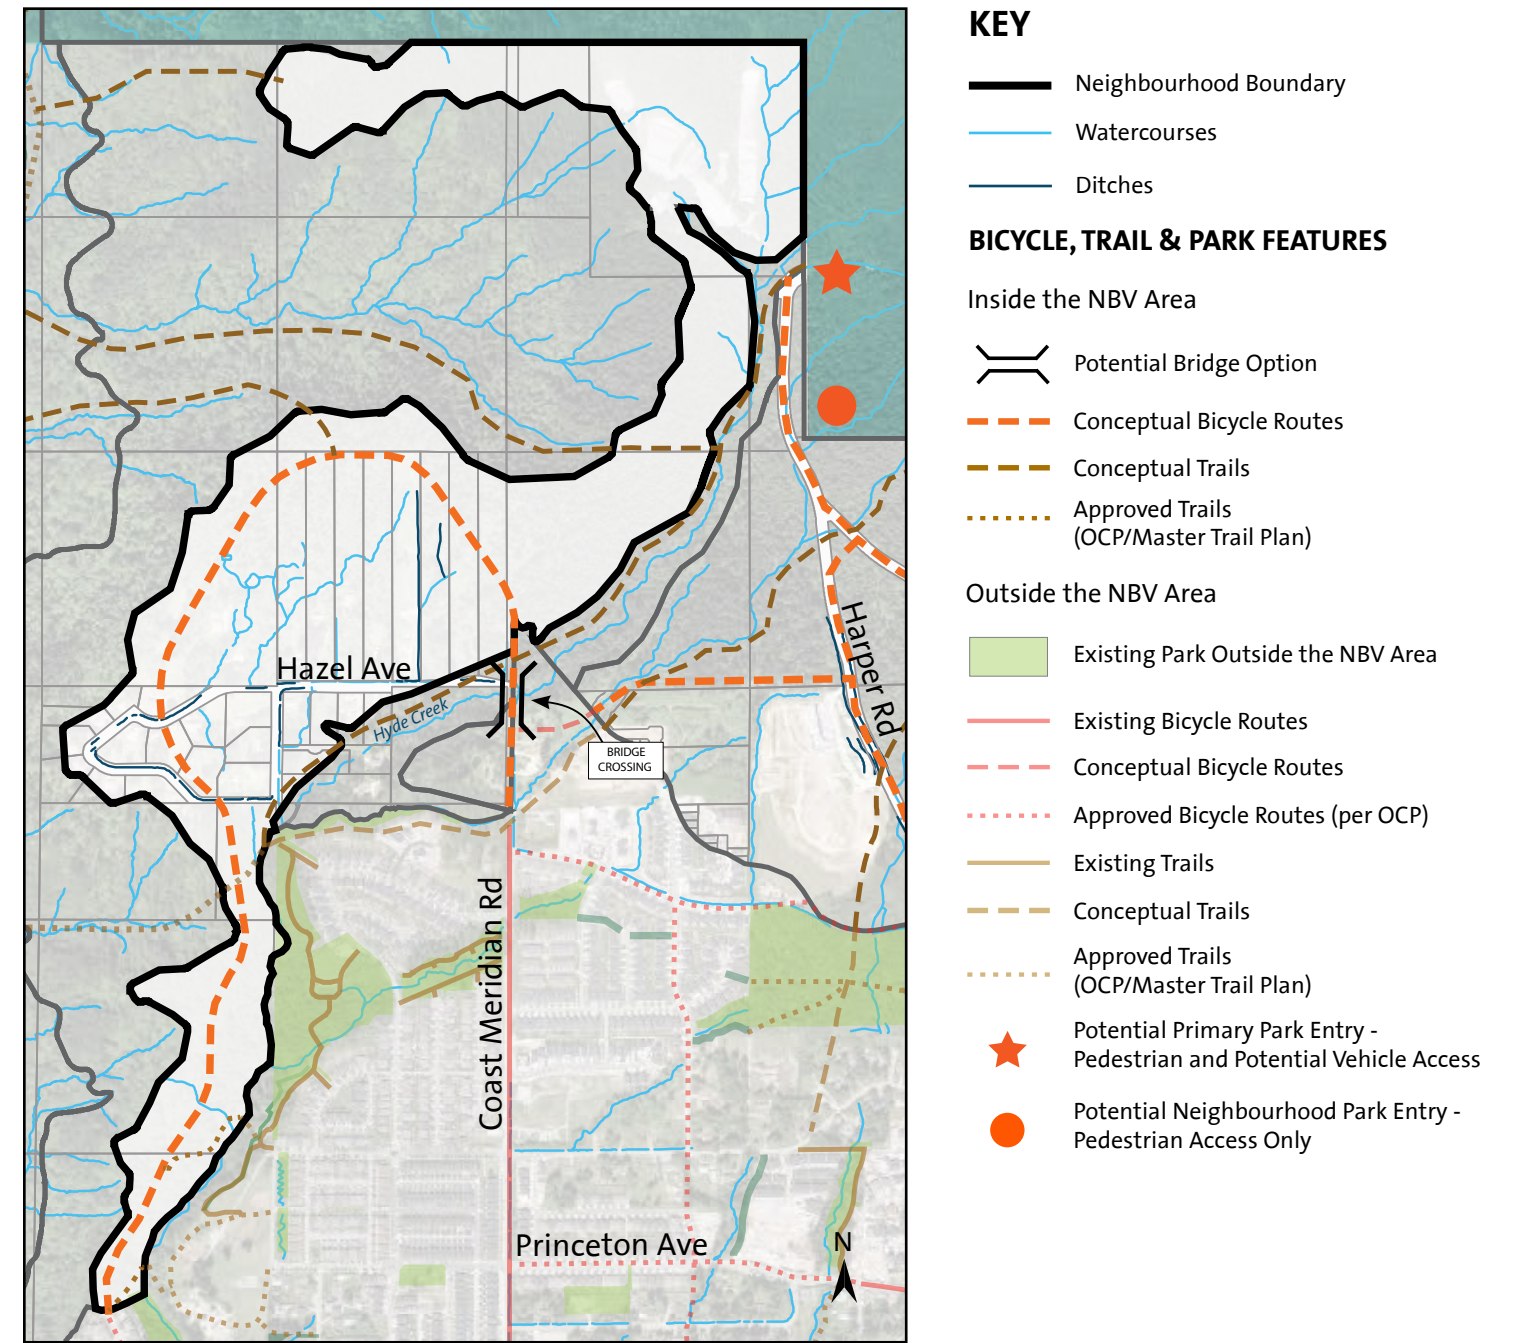 Hazel Ave
Hyde Creek
BRIDGE
CROSSING
Harper Rd
Coast Meridian Rd
Princeton Ave
N
KEY
Neighbourhood Boundary
Watercourses
Ditches
BICYCLE, TRAIL & PARK FEATURES
Inside the NBV Area
Potential Bridge Option
Conceptual Bicycle Routes
Conceptual Trails
Approved Trails
(OCP/Master Trail Plan)
Outside the NBV Area
Existing Park Outside the NBV Area
Existing Bicycle Routes
Conceptual Bicycle Routes
Approved Bicycle Routes (per OCP)
Existing Trails
Conceptual Trails
Approved Trails
(OCP/Master Trail Plan)
Potential Primary Park Entry -
Pedestrian and Potential Vehicle Access
Potential Neighbourhood Park Entry -
Pedestrian Access Only